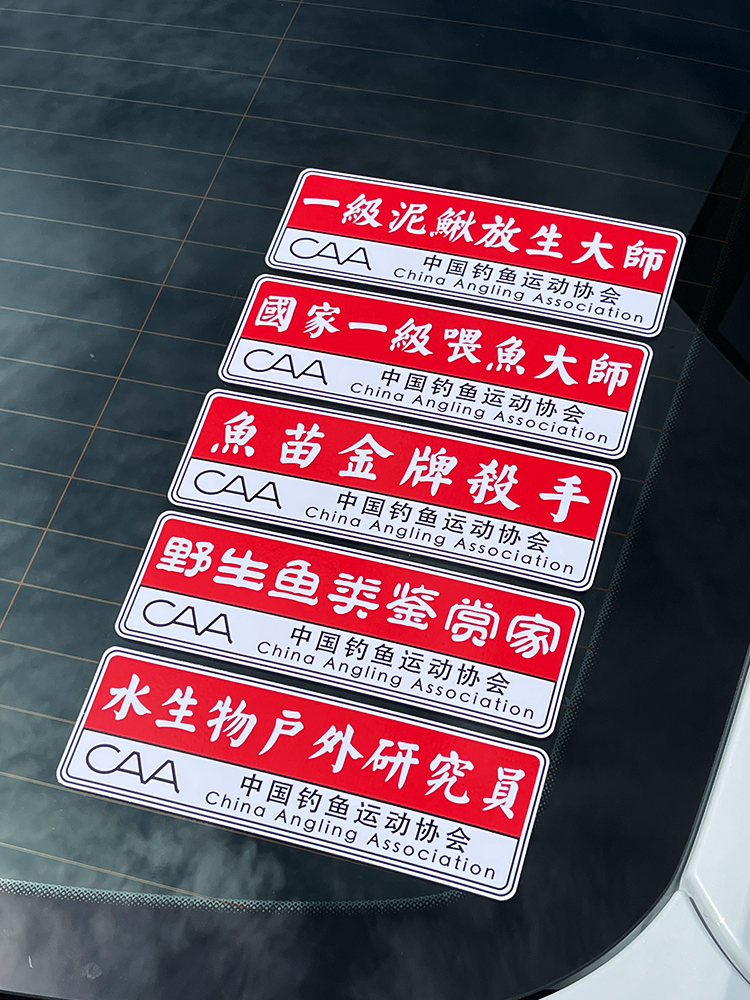 一級泥鰍放生大師
CAA
中国钓鱼运动协会
China Angling Association
國家一級喂魚大師
CAA
中国钓鱼运动协会
China Angling Association
魚苗金牌殺手
CAA
中国钓鱼运动协会
China Angling Association
野生鱼类鉴赏家
CAA
中国钓鱼运动协会
China Angling Association
水生物戶外研究員
CAA
中国钓鱼运动协会
China Angling Association